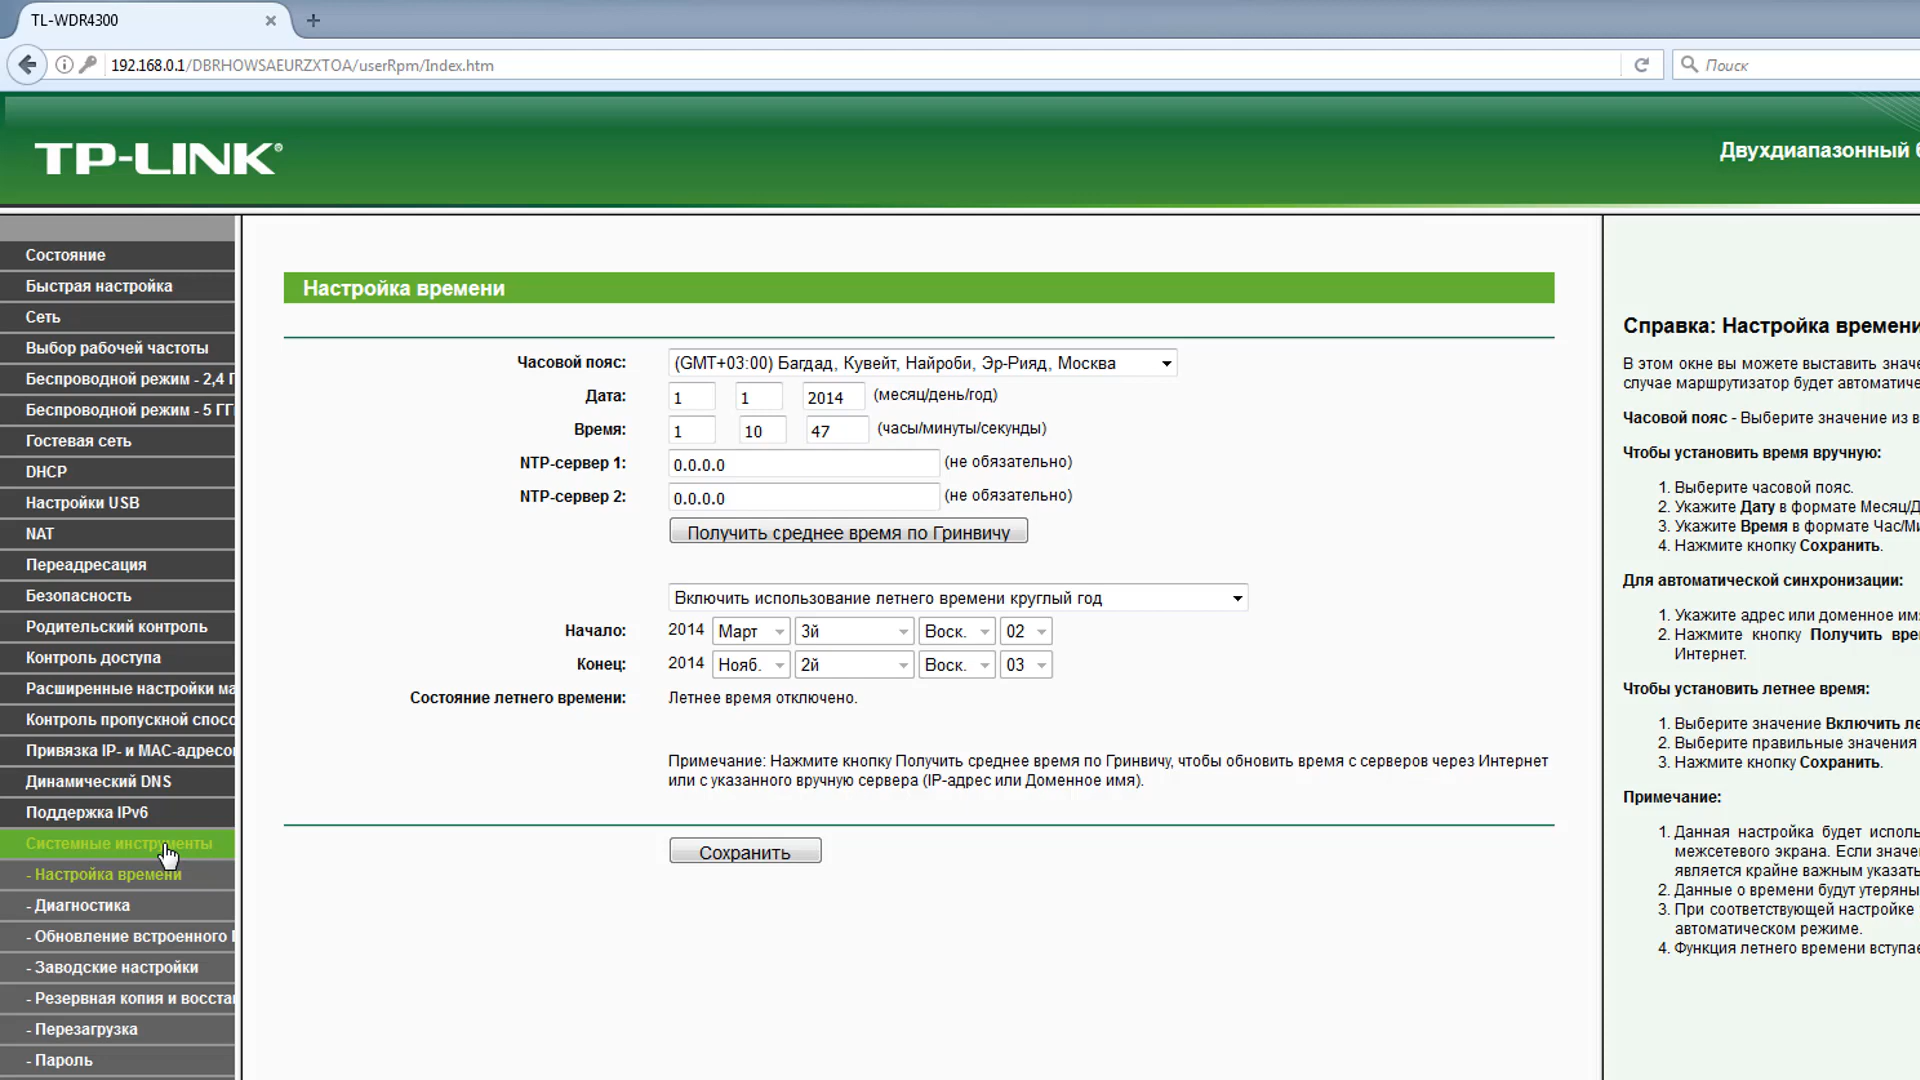 TL-WDR4300
192.168.0.1/DBRHOWSAEURZXTOA/userRpm/Index.htm
Поиск
TP-LINK®
Двухдиапазонный
Состояние
Быстрая настройка
Сеть
Выбор рабочей частоты
Беспроводной режим - 2,4 Г
Беспроводной режим - 5 ГГ
Гостевая сеть
DHCP
Настройки USB
NAT
Переадресация
Безопасность
Родительский контроль
Контроль доступа
Расширенные настройки ма
Контроль пропускной спосо
Привязка IP- и MAC-адресо
Динамический DNS
Поддержка IPv6
Системные инструменты
- Настройка времени
- Диагностика
- Обновление встроенного
- Заводские настройки
- Резервная копия и восста
- Перезагрузка
- Пароль
Настройка времени
Часовой пояс: (GMT+03:00) Багдад, Кувейт, Найроби, Эр-Рияд, Москва
Дата: 1 1 2014 (месяц/день/год)
Время: 1 10 47 (часы/минуты/секунды)
NTP-сервер 1: 0.0.0.0 (не обязательно)
NTP-сервер 2: 0.0.0.0 (не обязательно)
Получить среднее время по Гринвичу
Включить использование летнего времени круглый год
Начало: 2014 Март 3й Воск. 02
Конец: 2014 Нояб. 2й Воск. 03
Состояние летнего времени: Летнее время отключено.
Примечание: Нажмите кнопку Получить среднее время по Гринвичу, чтобы обновить время с серверов через Интернет
или с указанного вручную сервера (IP-адрес или Доменное имя).
Сохранить
Справка: Настройка времени
В этом окне вы можете выставить значе
случае маршрутизатор будет автоматиче
Часовой пояс - Выберите значение из в
Чтобы установить время вручную:
1. Выберите часовой пояс.
2. Укажите Дату в формате Месяц/Д
3. Укажите Время в формате Час/Ми
4. Нажмите кнопку Сохранить.
Для автоматической синхронизации:
1. Укажите адрес или доменное имя
2. Нажмите кнопку Получить вре
Интернет.
Чтобы установить летнее время:
1. Выберите значение Включить ле
2. Выберите правильные значения
3. Нажмите кнопку Сохранить.
Примечание:
1. Данная настройка будет исполь
межсетевого экрана. Если значе
является крайне важным указать
2. Данные о времени будут утеряны
3. При соответствующей настройке
автоматическом режиме.
4. Функция летнего времени вступае